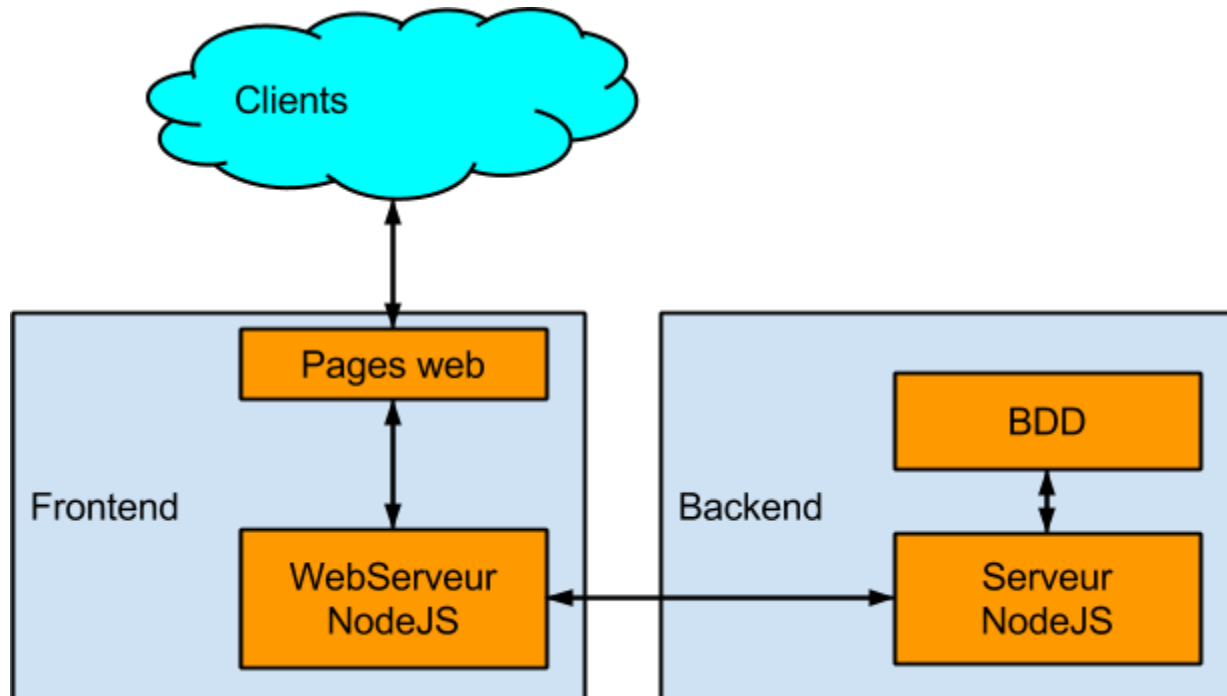 Clients
Pages web
Frontend
WebServeur
NodeJS
BDD
Backend
Serveur
NodeJS